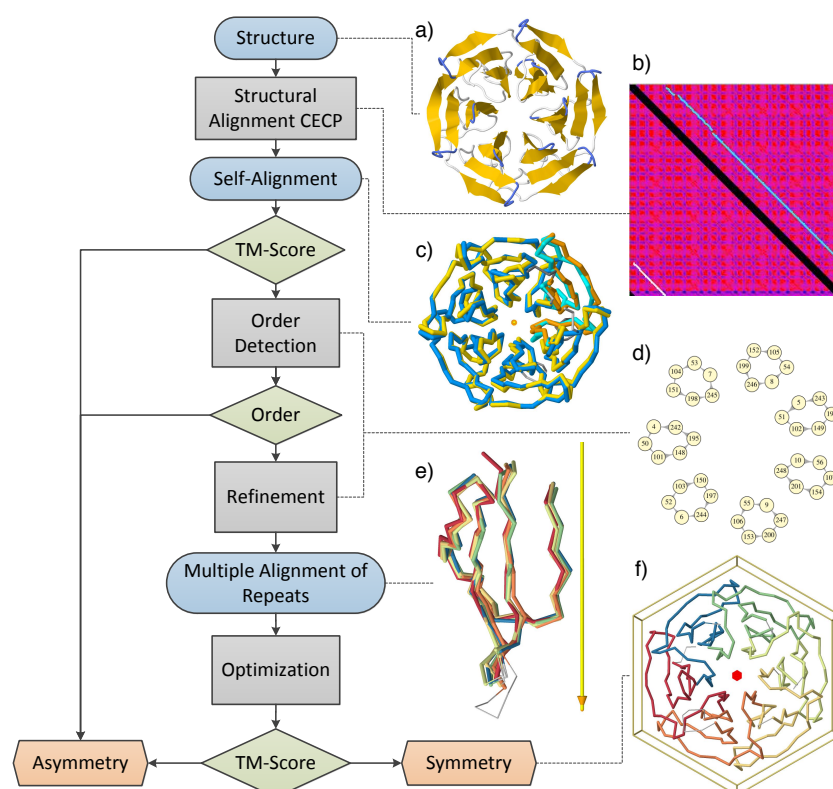 Structure
Structural
Alignment CECP
Self-Alignment
TM-Score
Order
Detection
Order
Refinement
Multiple Alignment of
Repeats
Optimization
Asymmetry
TM-Score
Symmetry
a)
b)
c)
d)
104
53
7
151
198
245
152
105
199
54
246
8
5
243
51
102
149
4
242
50
195
101
148
10
56
248
201
154
103
150
52
197
6
244
55
9
106
247
153
200
e)
f)